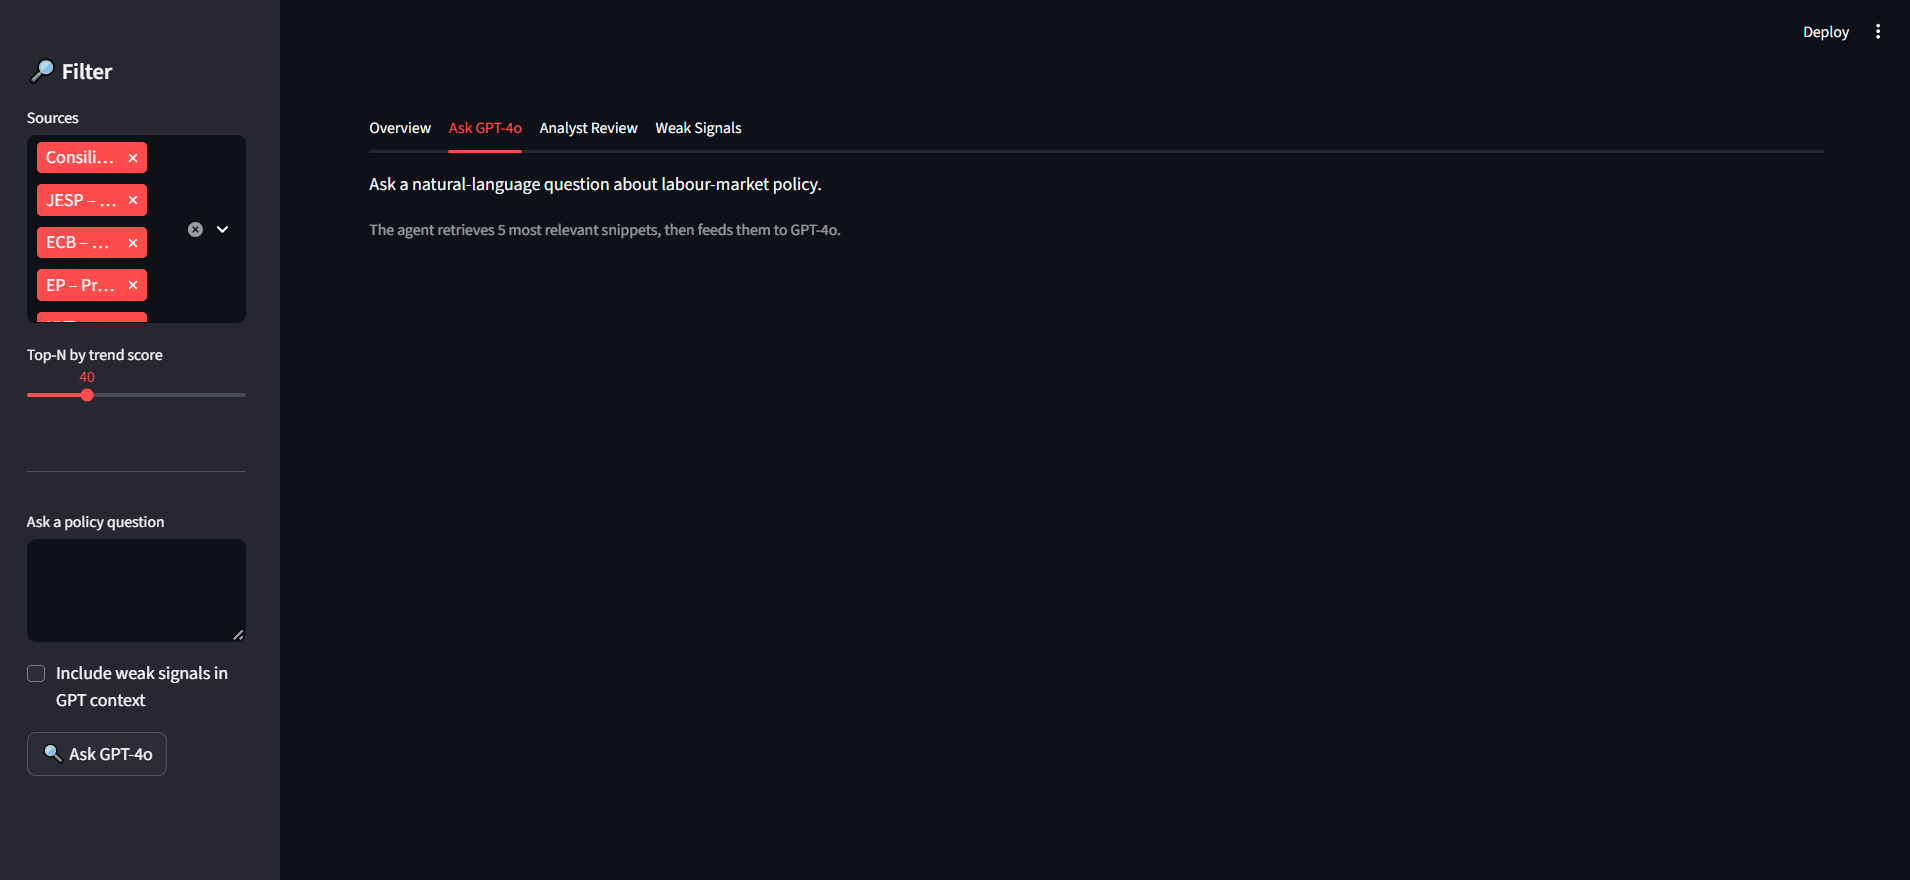 Deploy
Filter
Sources
Consili...
JESP – ...
ECB – ...
EP – Pr...
Top-N by trend score
40
Ask a policy question
Include weak signals in
GPT context
Ask GPT-4o
Overview Ask GPT-4o Analyst Review Weak Signals
Ask a natural-language question about labour-market policy.
The agent retrieves 5 most relevant snippets, then feeds them to GPT-4o.